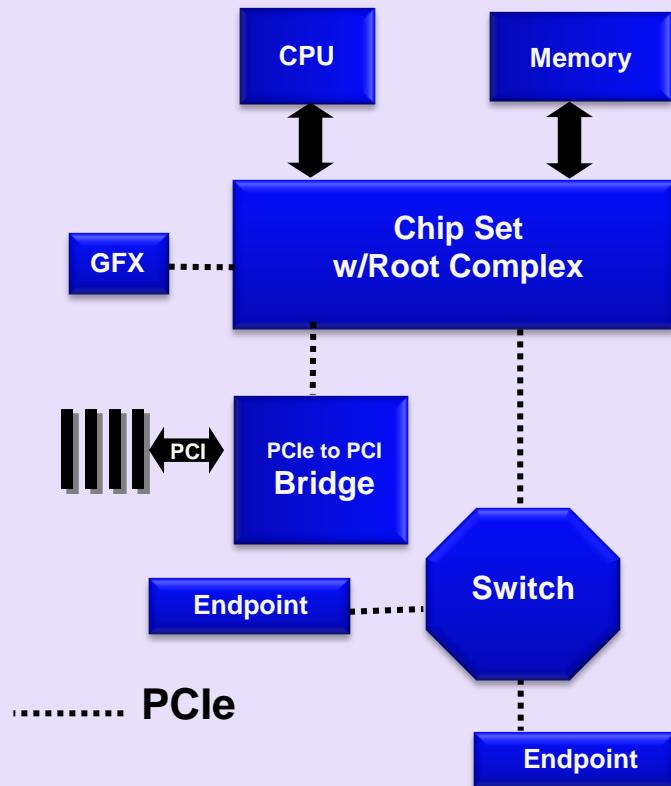 CPU
Memory
Chip Set
w/Root Complex
GFX
PCI
PCIe to PCI
Bridge
Switch
Endpoint
PCIe
Endpoint